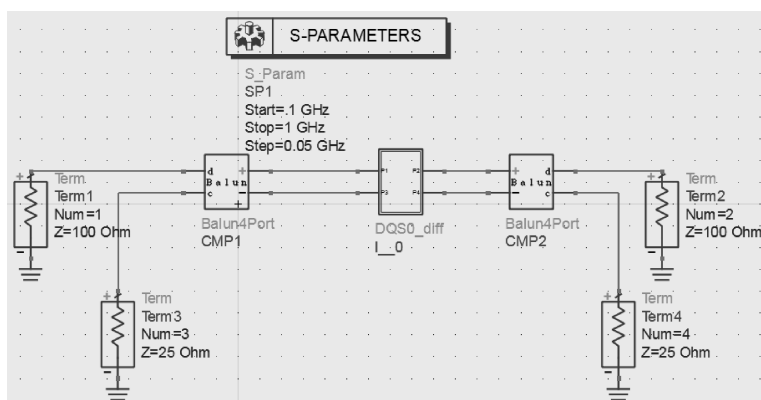 S-PARAMETERS
S_Param
SP1
Start=.1 GHz
Stop=1 GHz
Step=0.05 GHz
Term
Term1
Num=1
Z=100 Ohm
d
Balun
c
+
-
Balun4Port
CMP1
P1
P2
P3
P4
DQS0_diff
I__0
+
-
d
Balun
c
Balun4Port
CMP2
Term
Term2
Num=2
Z=100 Ohm
Term
Term3
Num=3
Z=25 Ohm
Term
Term4
Num=4
Z=25 Ohm